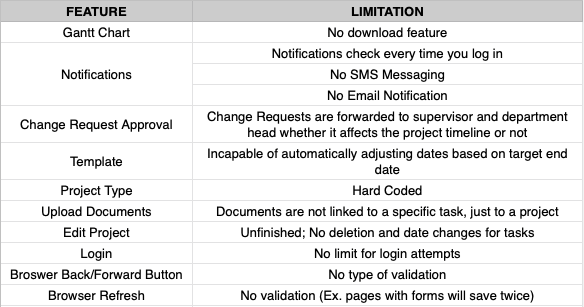 FEATURE LIMITATION
Gantt Chart No download feature
Notifications Notifications check every time you log in
No SMS Messaging
No Email Notification
Change Request Approval Change Requests are forwarded to supervisor and department
head whether it affects the project timeline or not
Template Incapable of automatically adjusting dates based on target end
date
Project Type Hard Coded
Upload Documents Documents are not linked to a specific task, just to a project
Edit Project Unfinished; No deletion and date changes for tasks
Login No limit for login attempts
Broswer Back/Forward Button No type of validation
Browser Refresh No validation (Ex. pages with forms will save twice)